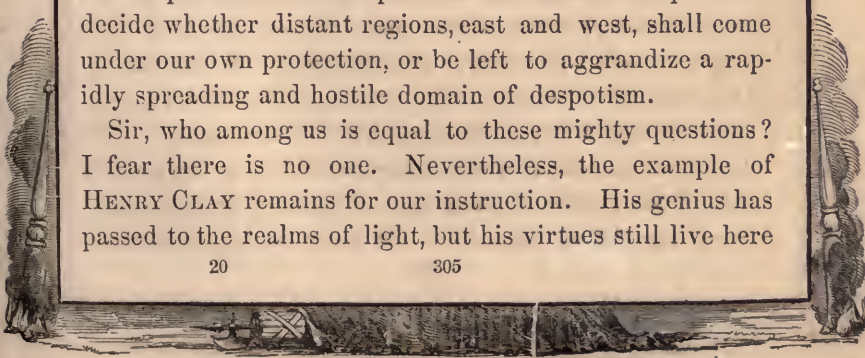 decide whether distant regions, east and west, shall come
under our own protection, or be left to aggrandize a rap-
idly spreading and hostile domain of despotism.
Sir, who among us is equal to these mighty questions?
I fear there is no one. Nevertheless, the example of
HENRY CLAY remains for our instruction. His genius has
passed to the realms of light, but his virtues still live here
20 305